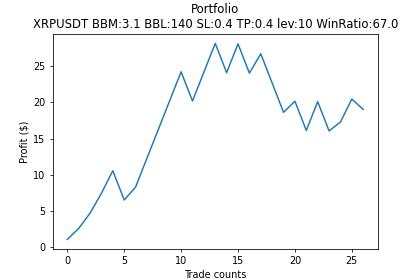 Portfolio
XRPUSDT BBM:3.1 BBL:140 SL:0.4 TP:0.4 lev:10 WinRatio:67.0
Profit ($)
25
20
15
10
5
0
0 5 10 15 20 25
Trade counts